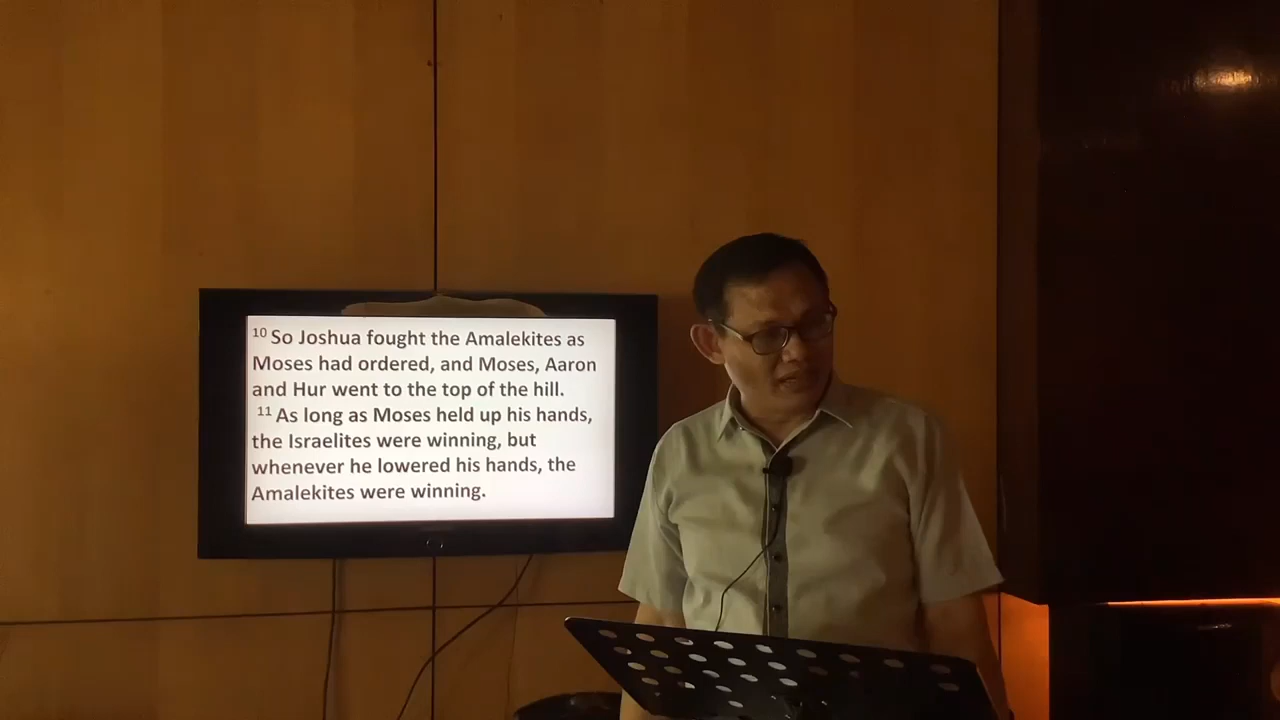 10 So Joshua fought the Amalekites as
Moses had ordered, and Moses, Aaron
and Hur went to the top of the hill.
11 As long as Moses held up his hands,
the Israelites were winning, but
whenever he lowered his hands, the
Amalekites were winning.